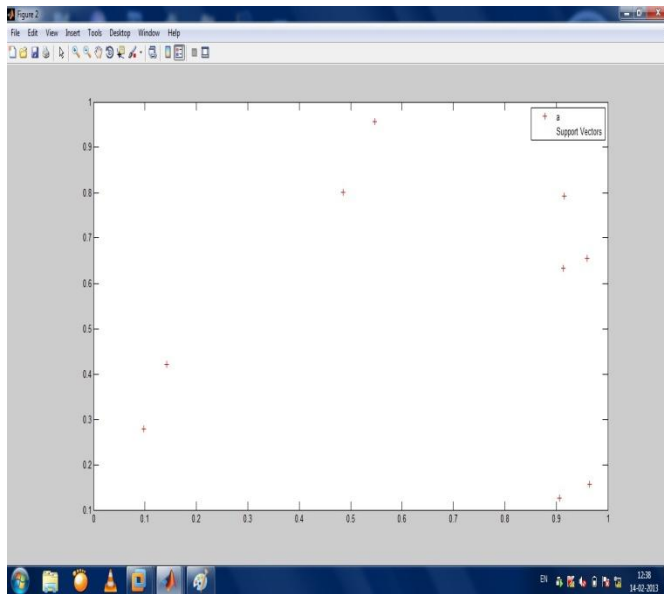 Figure 2
File Edit View Insert Tools Desktop Window Help
1
0.9
0.8
0.7
0.6
0.5
0.4
0.3
0.2
0.1
0 0.1 0.2 0.3 0.4 0.5 0.6 0.7 0.8 0.9 1
a
Support Vectors
EN
12:38
14-02-2013